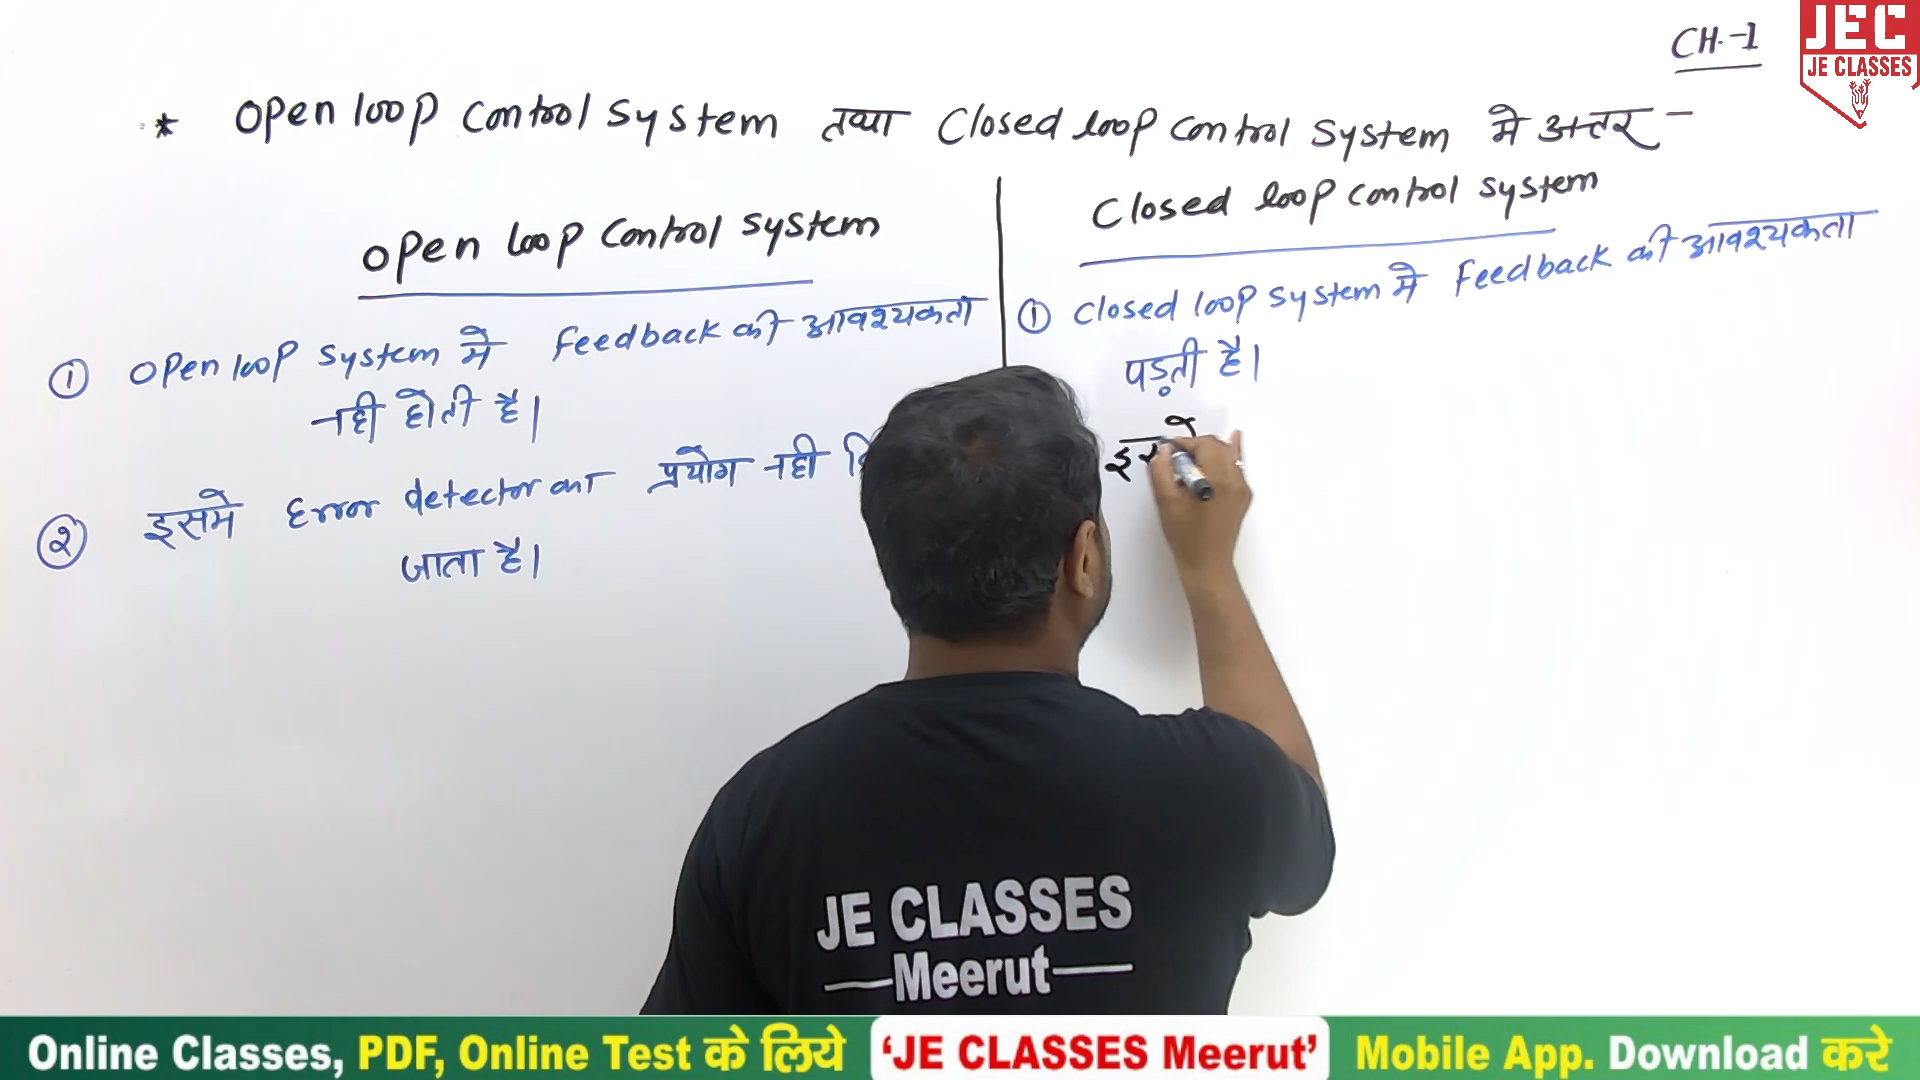 CH.-1
JEC
JE CLASSES
* Open loop control system तथा Closed loop control system मे अन्तर -
Open loop control system
Closed loop control system
① Open loop system मे feedback की आवश्यकता
नही होती है।
② इसमे Error detector का प्रयोग नही
जाता है।
① Closed loop system मे feedback की आवश्यकता
पड़ती है।
JE CLASSES
Meerut
Online Classes, PDF, Online Test के लिये 'JE CLASSES Meerut' Mobile App. Download करे